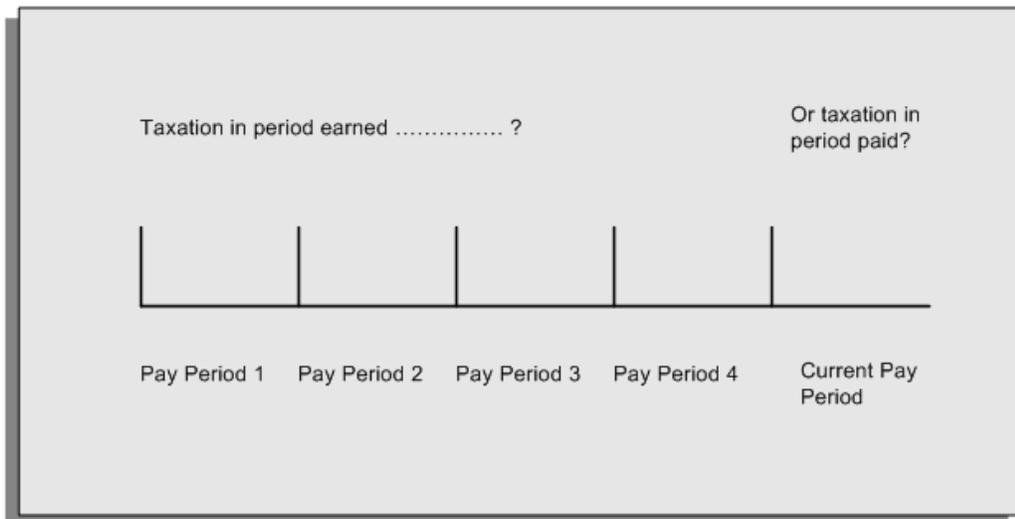 Taxation in period earned …………… ?
Or taxation in
period paid?
Pay Period 1
Pay Period 2
Pay Period 3
Pay Period 4
Current Pay
Period